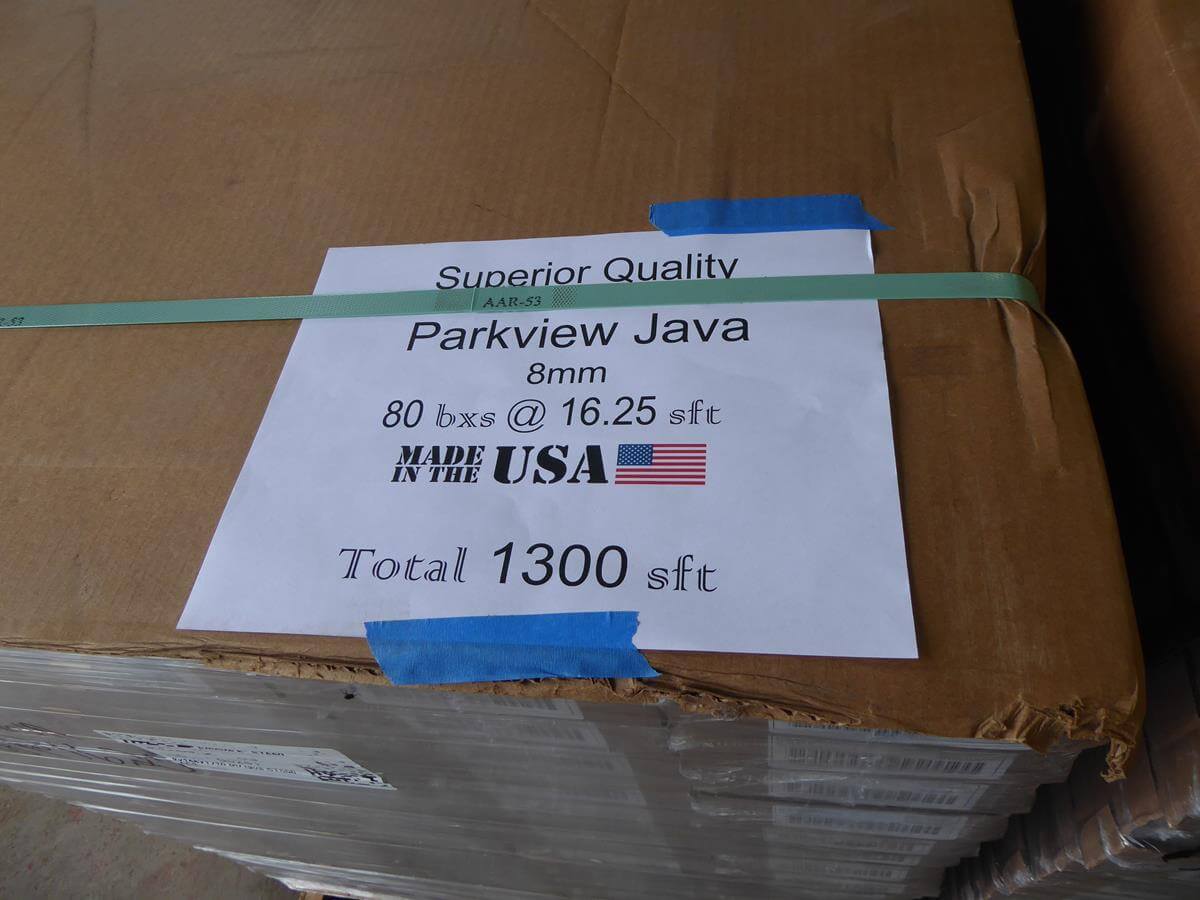 Superior Quality
AAR-53
Parkview Java
8mm
80 bxs @ 16.25 sft
MADE
IN THE USA
Total 1300 sft